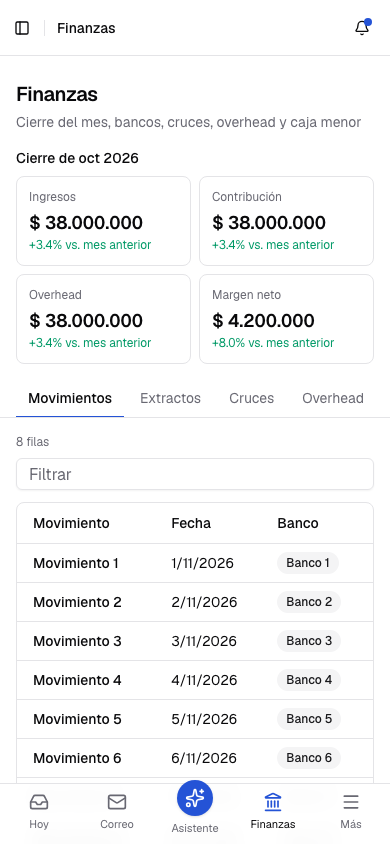 Finanzas
Finanzas
Cierre del mes, bancos, cruces, overhead y caja menor
Cierre de oct 2026
Ingresos
$ 38.000.000
+3.4% vs. mes anterior
Contribución
$ 38.000.000
+3.4% vs. mes anterior
Overhead
$ 38.000.000
+3.4% vs. mes anterior
Margen neto
$ 4.200.000
+8.0% vs. mes anterior
Movimientos Extractos Cruces Overhead
8 filas
Filtrar
Movimiento Fecha Banco
Movimiento 1 1/11/2026 Banco 1
Movimiento 2 2/11/2026 Banco 2
Movimiento 3 3/11/2026 Banco 3
Movimiento 4 4/11/2026 Banco 4
Movimiento 5 5/11/2026 Banco 5
Movimiento 6 6/11/2026 Banco 6
Hoy Correo Asistente Finanzas Más